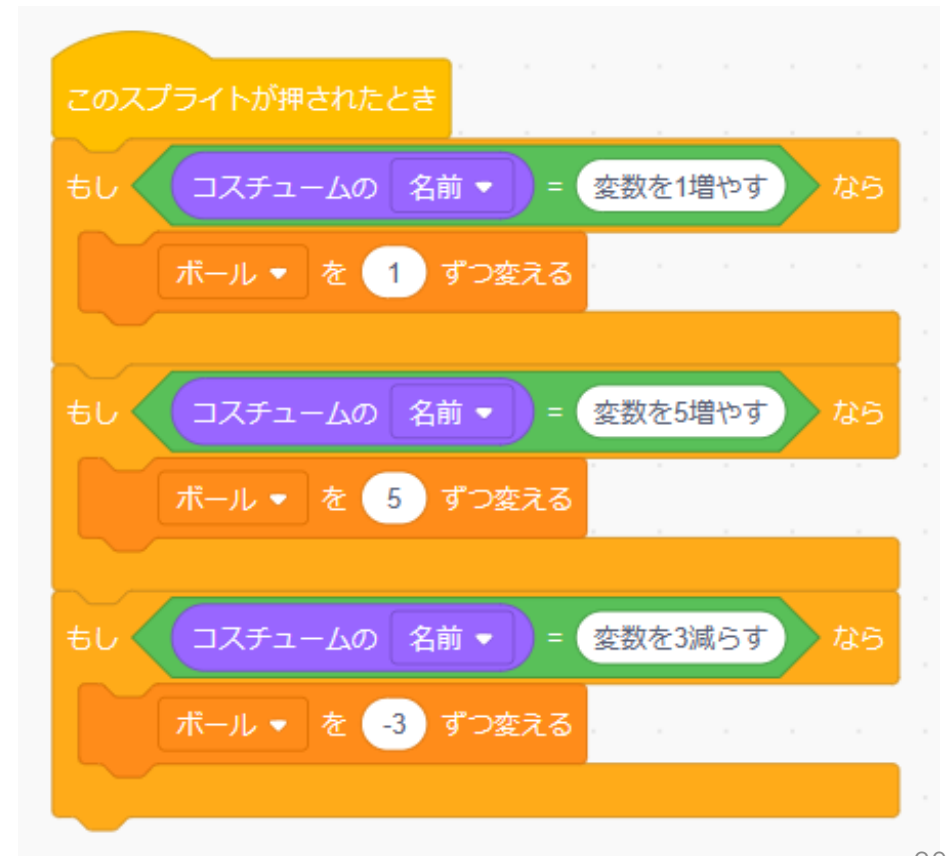 このスプライトが押されたとき
もし コスチュームの 名前 = 変数を1増やす なら
ボール を 1 ずつ変える
もし コスチュームの 名前 = 変数を5増やす なら
ボール を 5 ずつ変える
もし コスチュームの 名前 = 変数を3減らす なら
ボール を -3 ずつ変える